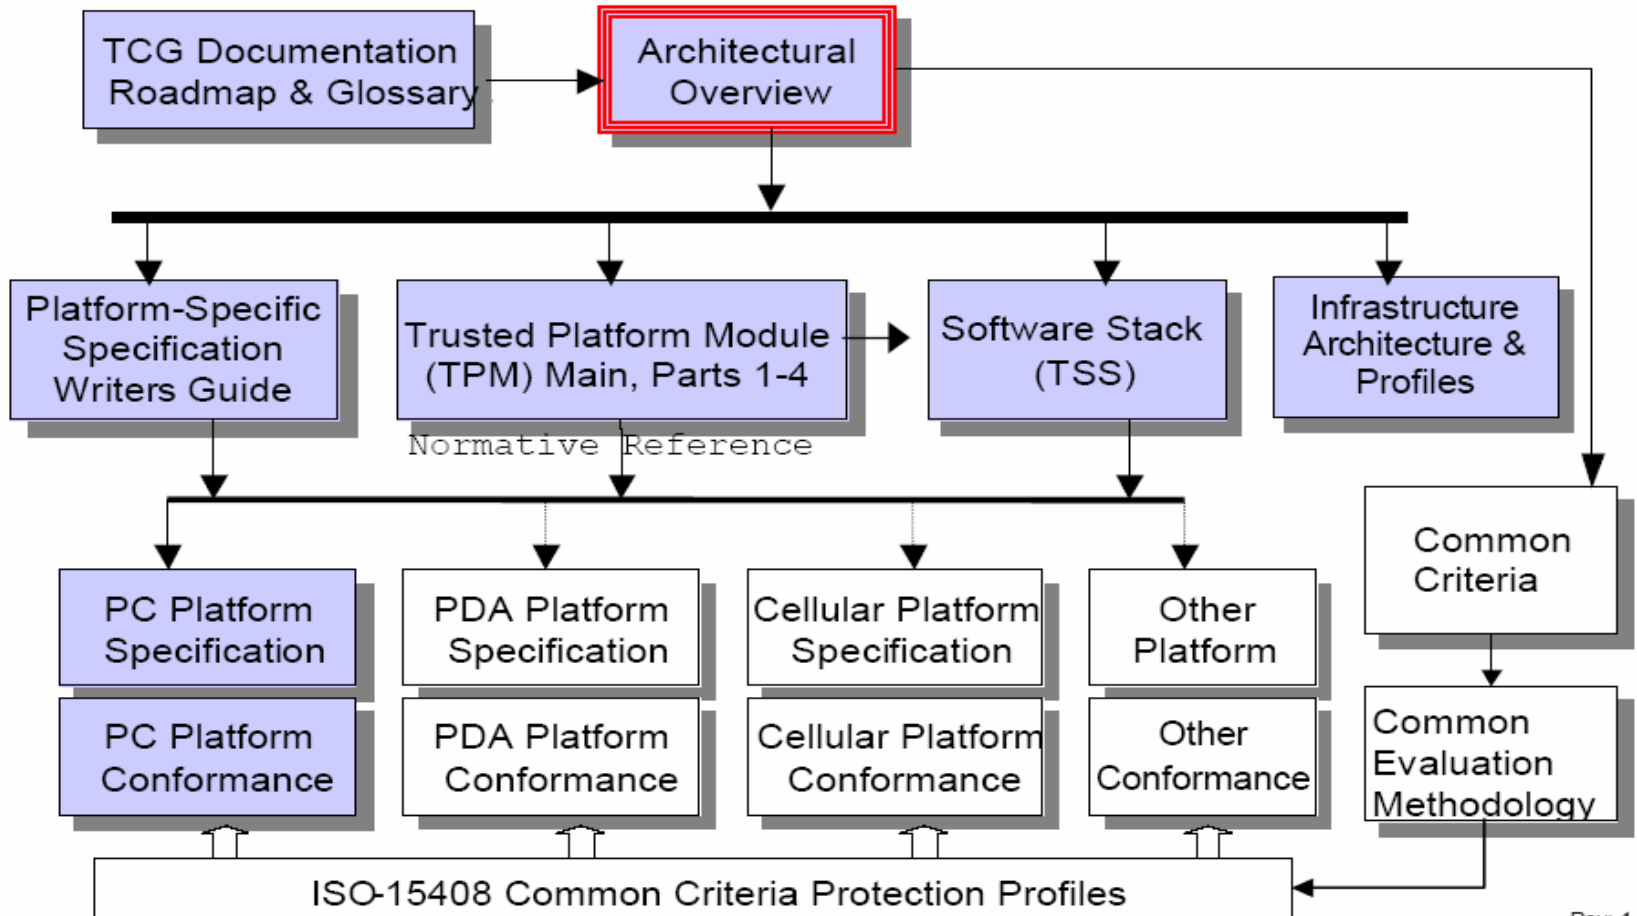 TCG Documentation
Roadmap & Glossary
Architectural
Overview
Platform-Specific
Specification
Writers Guide
Trusted Platform Module
(TPM) Main, Parts 1-4
Software Stack
(TSS)
Infrastructure
Architecture &
Profiles
Normative Reference
Common
Criteria
PC Platform
Specification
PDA Platform
Specification
Cellular Platform
Specification
Other
Platform
PC Platform
Conformance
PDA Platform
Conformance
Cellular Platform
Conformance
Other
Conformance
Common
Evaluation
Methodology
ISO-15408 Common Criteria Protection Profiles